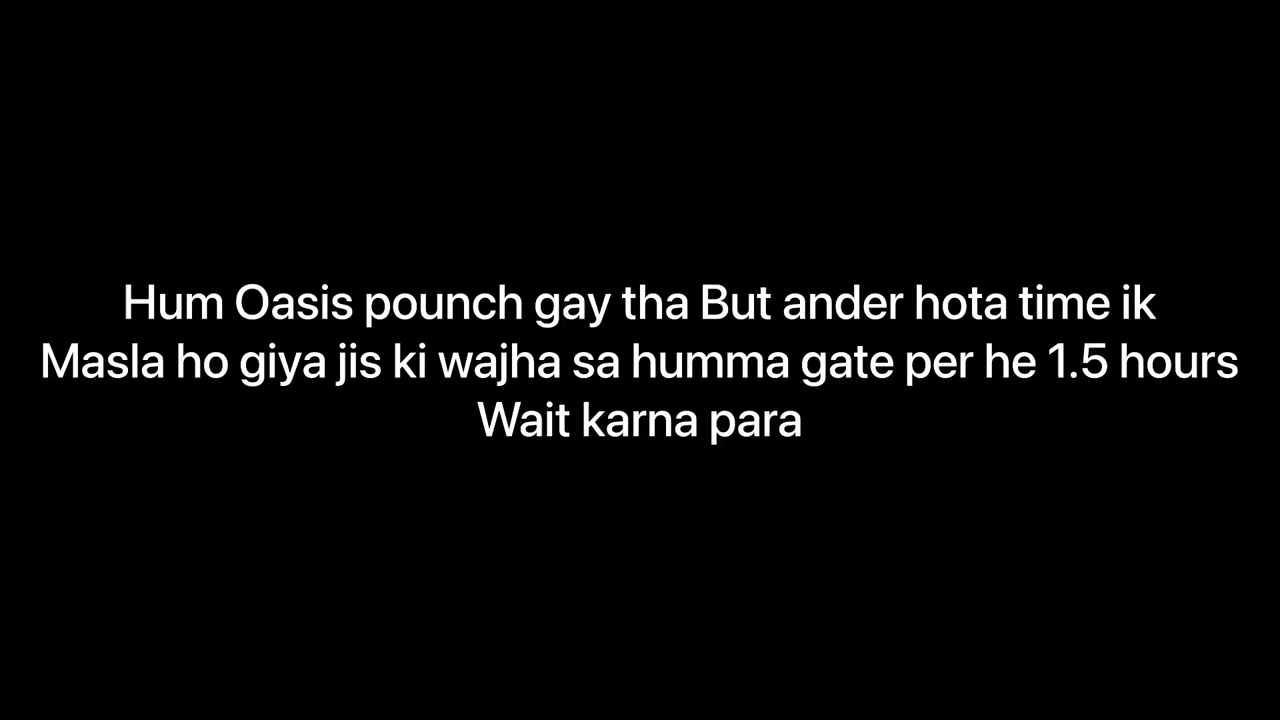 Hum Oasis pounch gay tha But ander hota time ik
Masla ho giya jis ki wajha sa humma gate per he 1.5 hours
Wait karna para